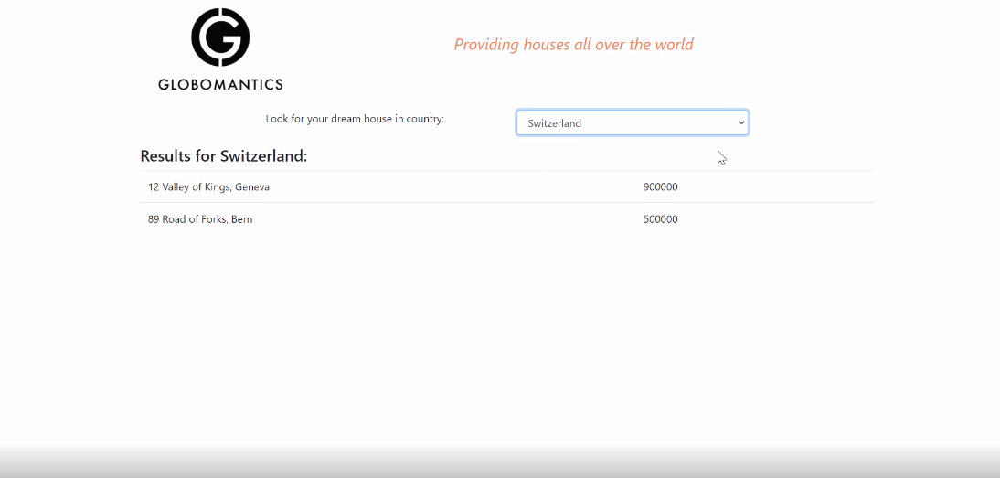 Providing houses all over the world
GLOBOMANTICS
Look for your dream house in country:
Switzerland
Results for Switzerland:
12 Valley of Kings, Geneva 900000
89 Road of Forks, Bern 500000